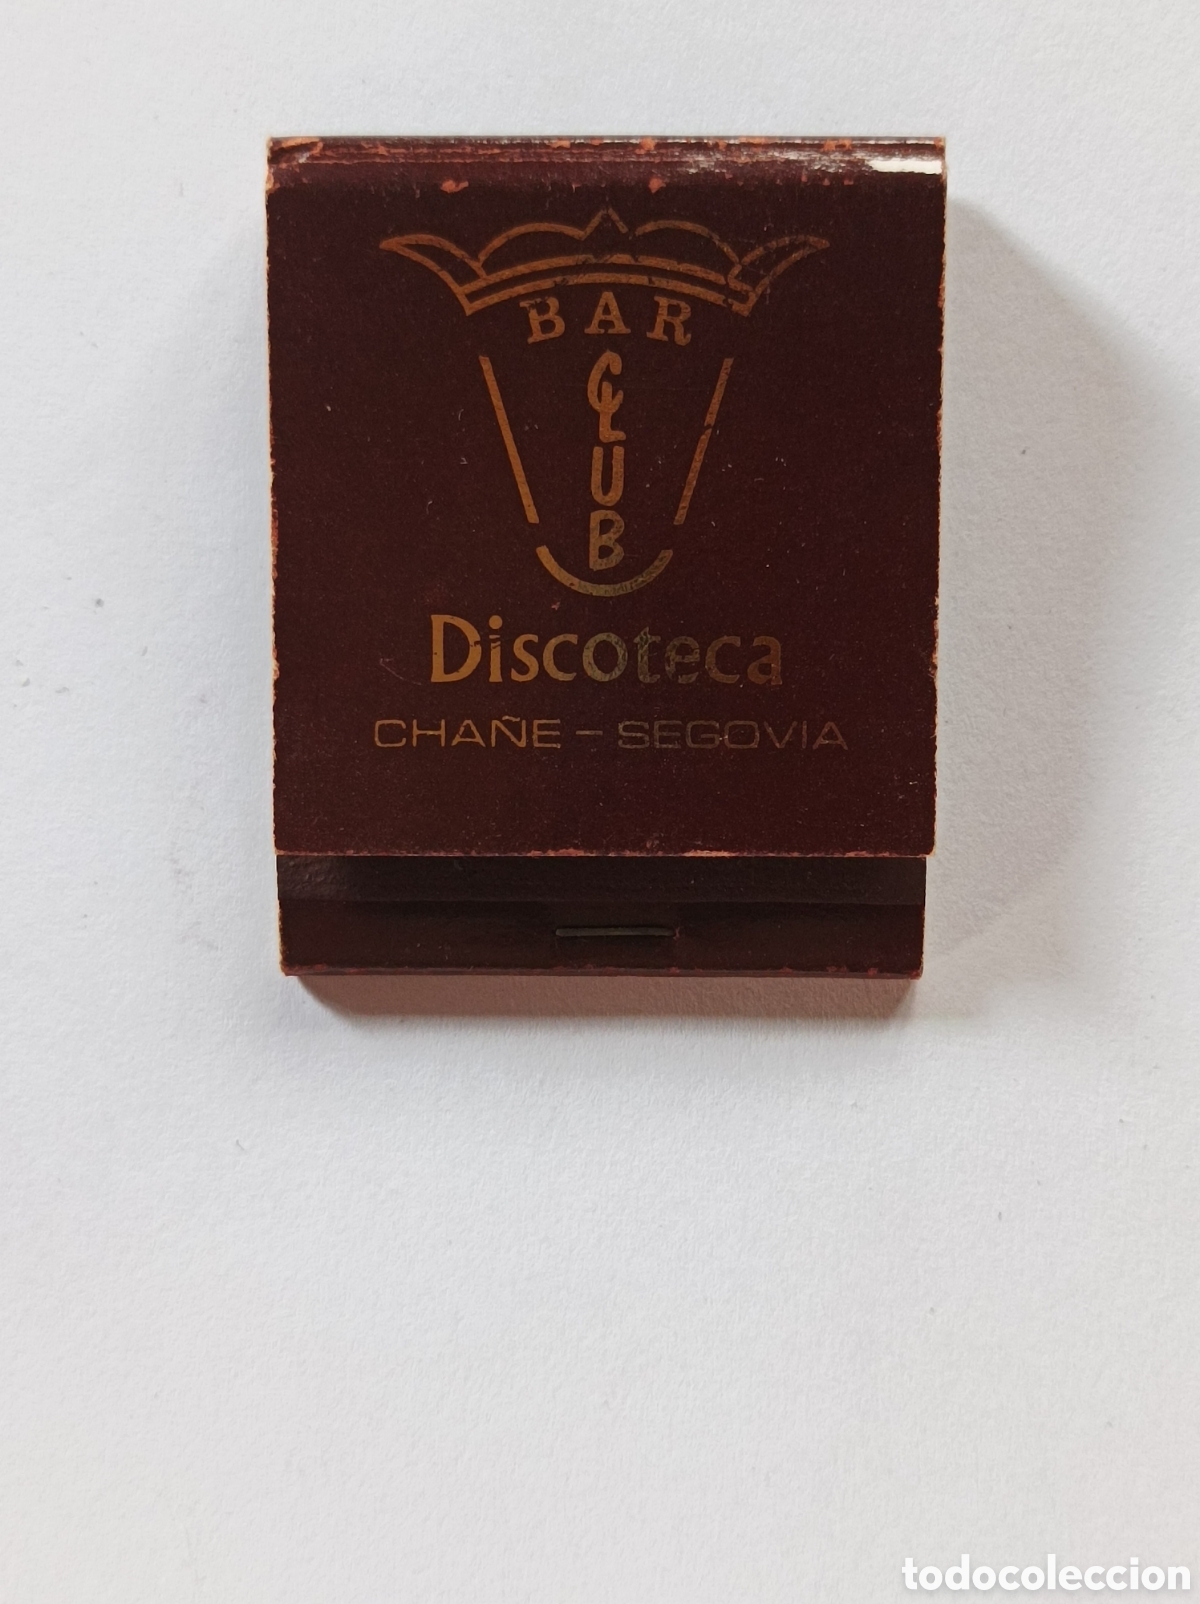 BAR
CLUB
Discoteca
CHAÑE - SEGOVIA
todocoleccion